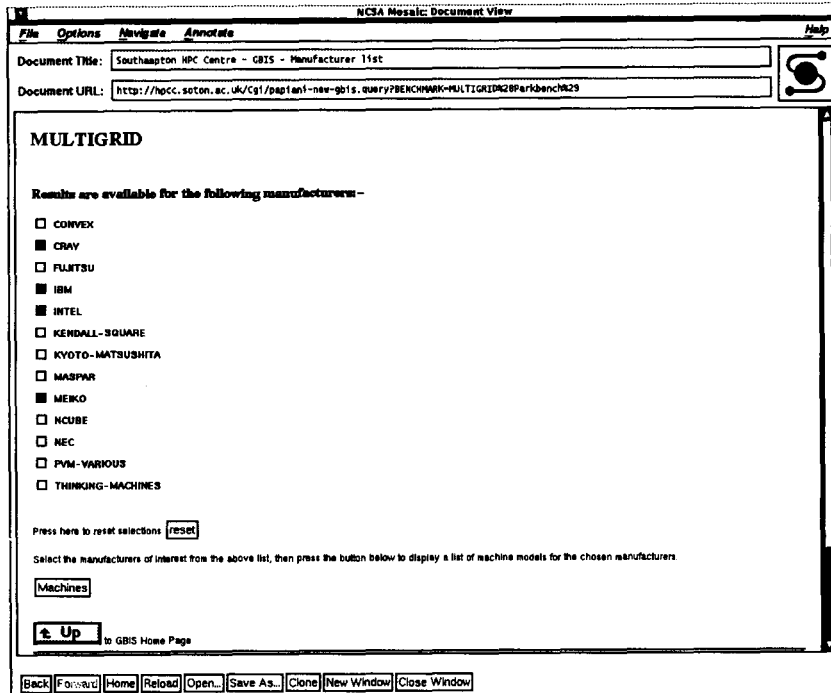 NCSA Mosaic: Document View
File Options Navigate Annotate Help
Document Title: Southampton HPC Centre - GBIS - Manufacturer list
Document URL: http://hpcc.soton.ac.uk/Cgi/papiani-new-gbis.query?BENCHMARK=MULTIGRID%28Parkbench%29
MULTIGRID
Results are available for the following manufacturers:-
CONVEX
CRAY
FUJITSU
IBM
INTEL
KENDALL-SQUARE
KYOTO-MATSUSHITA
MASPAR
MEIKO
NCUBE
NEC
PVM-VARIOUS
THINKING-MACHINES
Press here to reset selections reset
Select the manufacturers of interest from the above list, then press the button below to display a list of machine models for the chosen manufacturers.
Machines
Up to GBIS Home Page
Back Forward Home Reload Open... Save As... Clone New Window Close Window